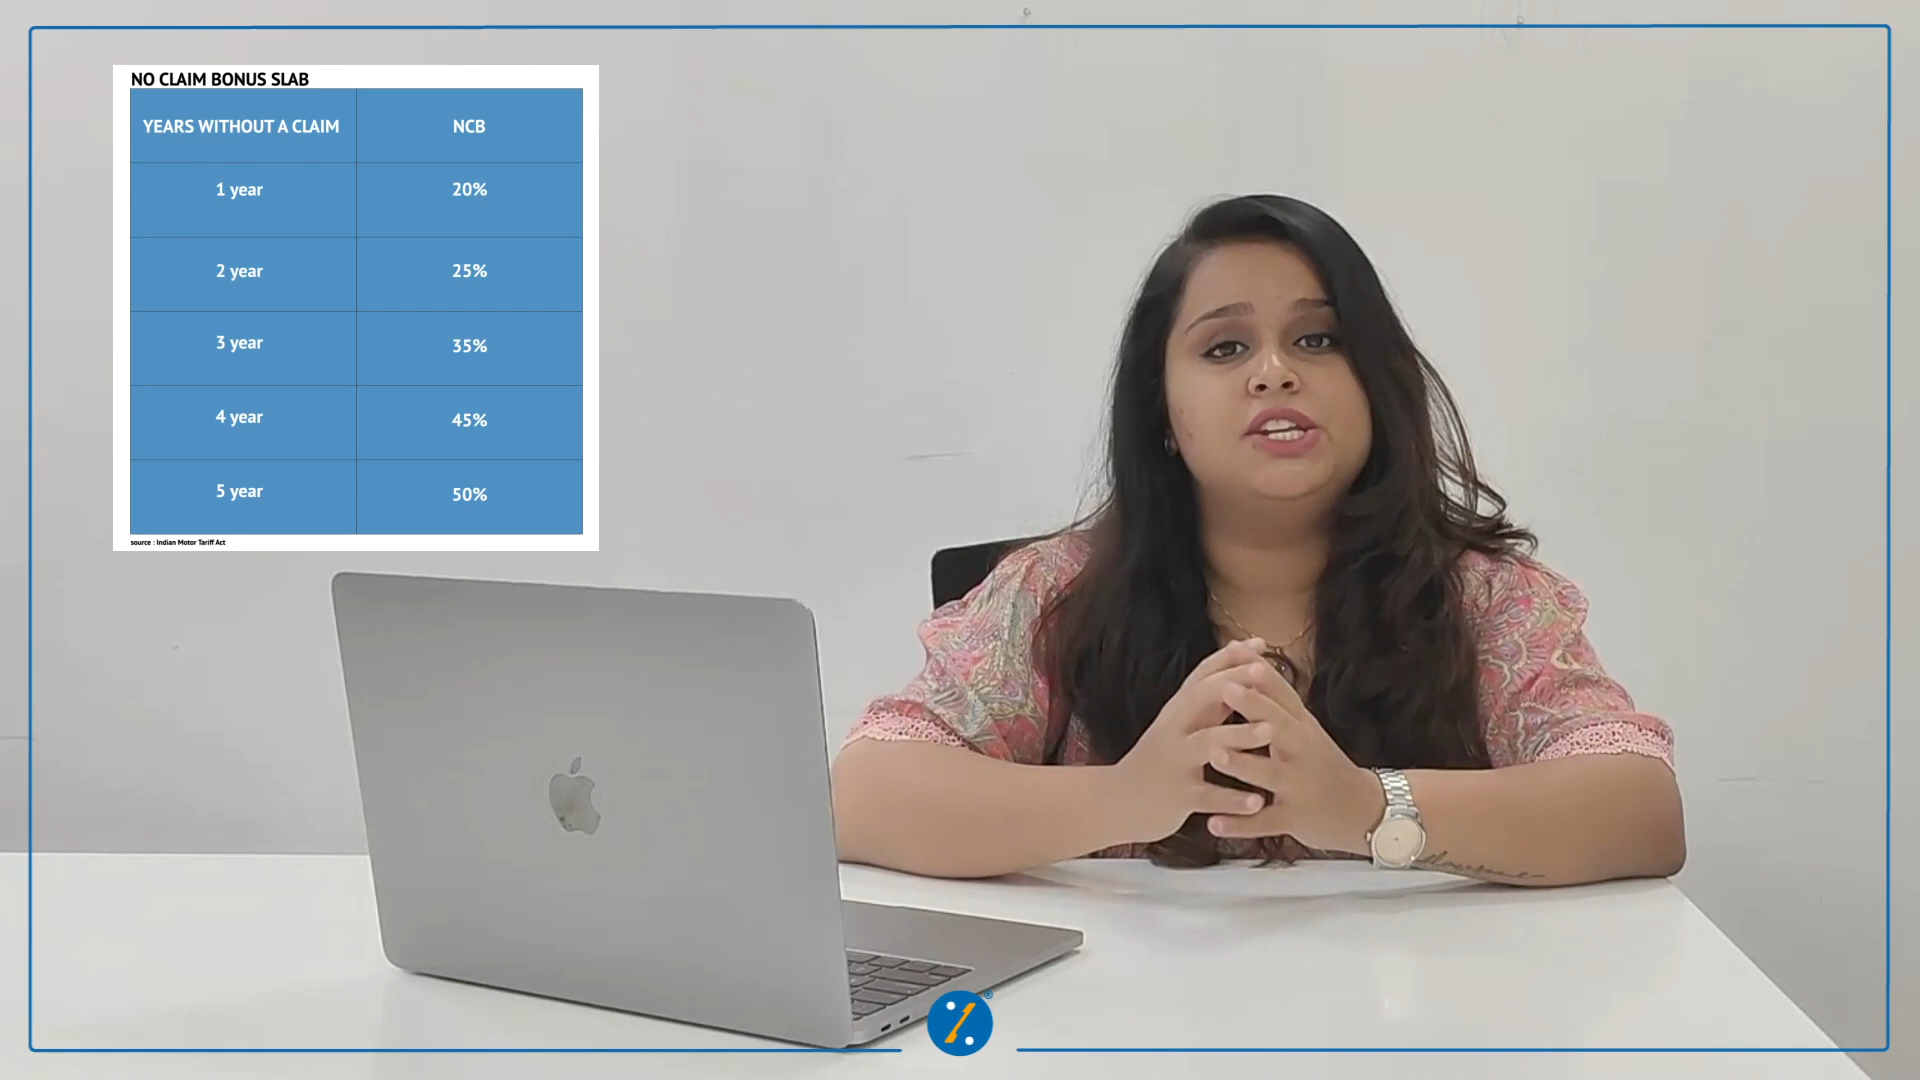 NO CLAIM BONUS SLAB
YEARS WITHOUT A CLAIM NCB
1 year 20%
2 year 25%
3 year 35%
4 year 45%
5 year 50%
source : Indian Motor Tariff Act